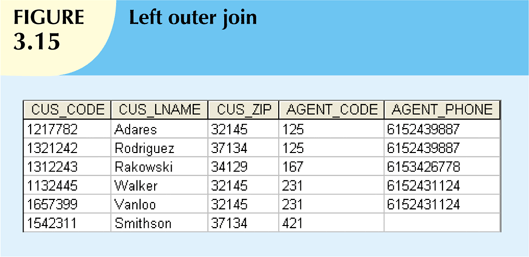 FIGURE
3.15
Left outer join
CUS_CODE CUS_LNAME CUS_ZIP AGENT_CODE AGENT_PHONE
1217782 Adares 32145 125 6152439887
1321242 Rodriguez 37134 125 6152439887
1312243 Rakowski 34129 167 6153426778
1132445 Walker 32145 231 6152431124
1657399 Vanloo 32145 231 6152431124
1542311 Smithson 37134 421